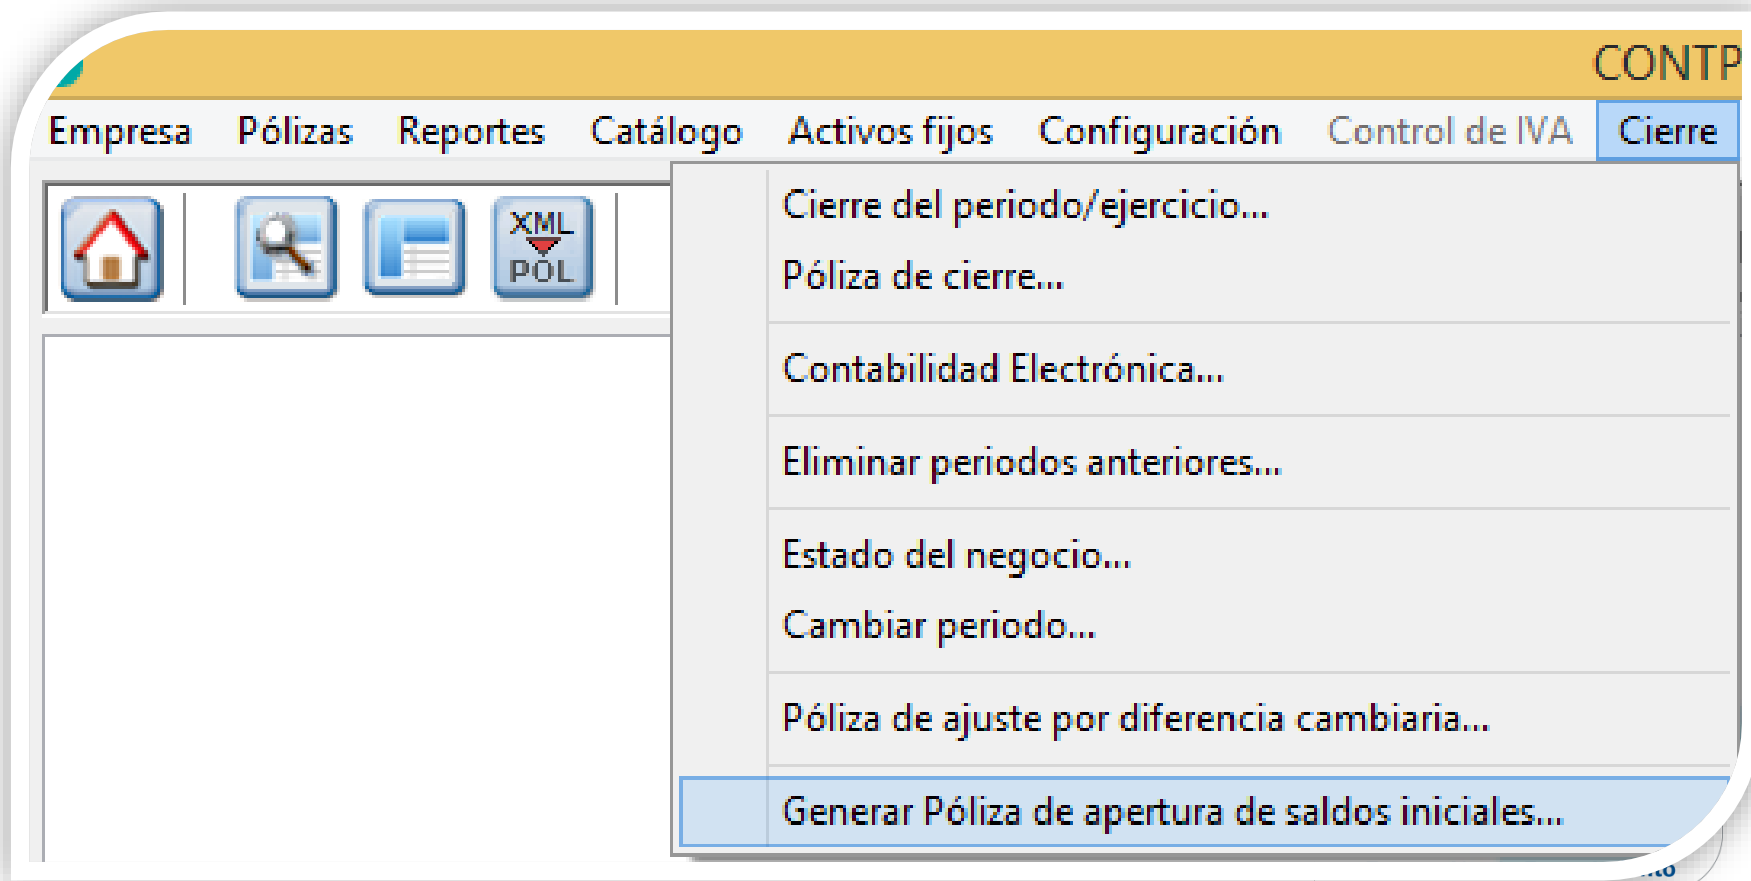 CONTP
Empresa Pólizas Reportes Catálogo Activos fijos Configuración Control de IVA Cierre
XML
POL
Cierre del periodo/ejercicio...
Póliza de cierre...
Contabilidad Electrónica...
Eliminar periodos anteriores...
Estado del negocio...
Cambiar periodo...
Póliza de ajuste por diferencia cambiaria...
Generar Póliza de apertura de saldos iniciales...